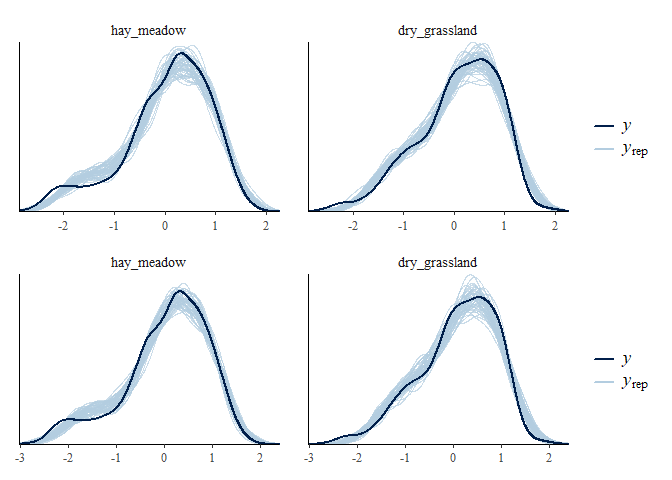 hay_meadow dry_grassland
y
y_rep
-2 -1 0 1 2 -2 -1 0 1 2
hay_meadow dry_grassland
y
y_rep
-3 -2 -1 0 1 2 -3 -2 -1 0 1 2